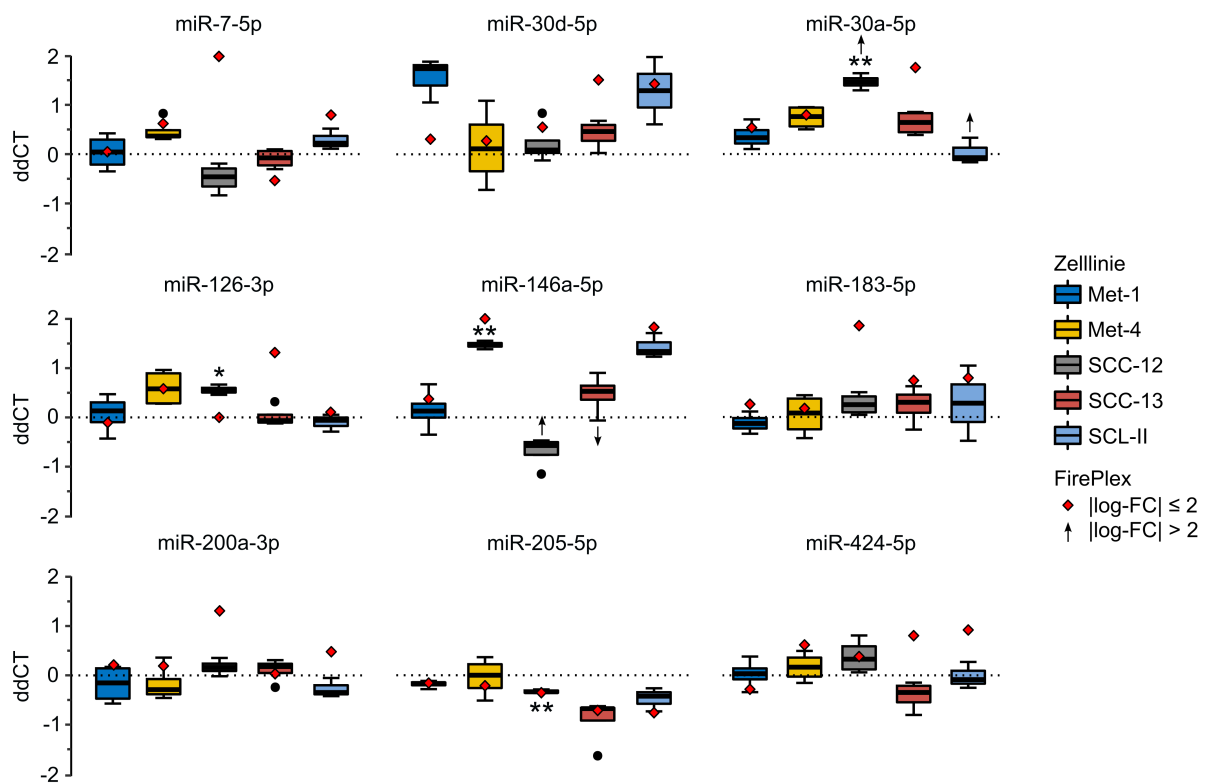 miR-7-5p miR-30d-5p miR-30a-5p
2
1
0
-1
-2
ddCT
**
miR-126-3p miR-146a-5p miR-183-5p
2
1
0
-1
-2
ddCT
*
**
Zelllinie
Met-1
Met-4
SCC-12
SCC-13
SCL-II
FirePlex
|log-FC| ≤ 2
|log-FC| > 2
miR-200a-3p miR-205-5p miR-424-5p
2
1
0
-1
-2
ddCT
**